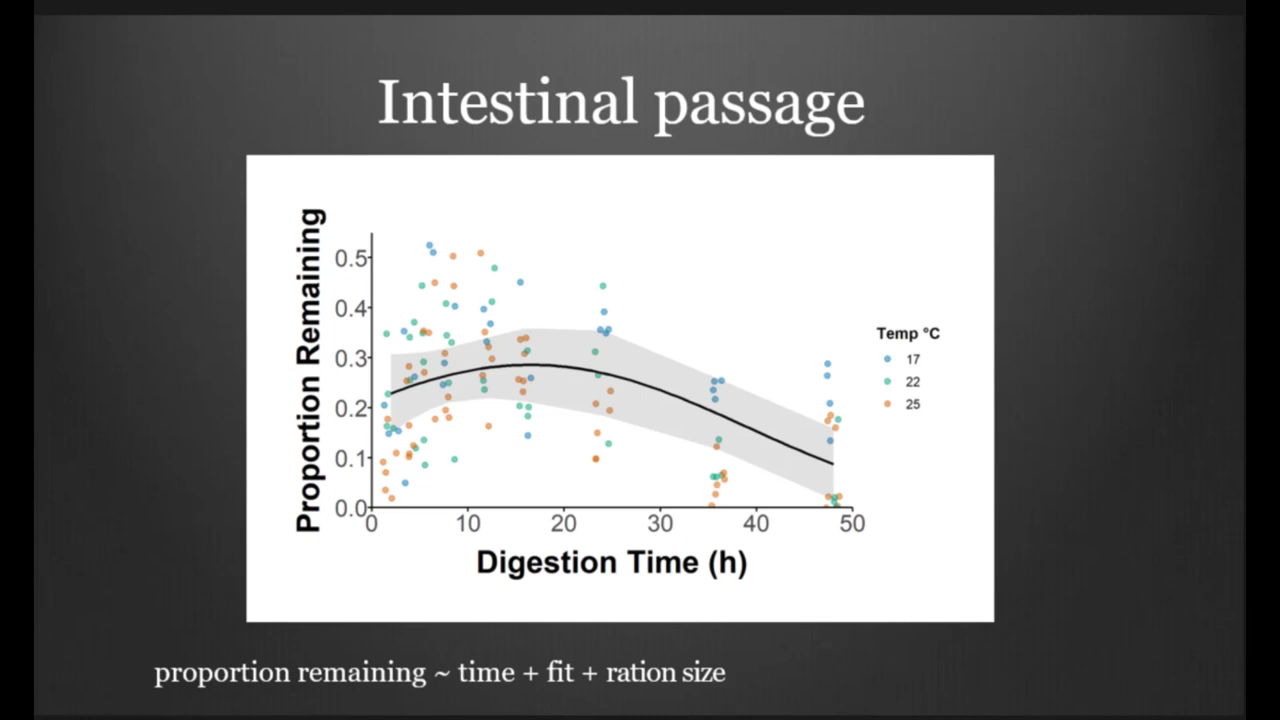 Intestinal passage
Proportion Remaining
0.5
0.4
0.3
0.2
0.1
0.0
0 10 20 30 40 50
Digestion Time (h)
Temp °C
17
22
25
proportion remaining ~ time + fit + ration size